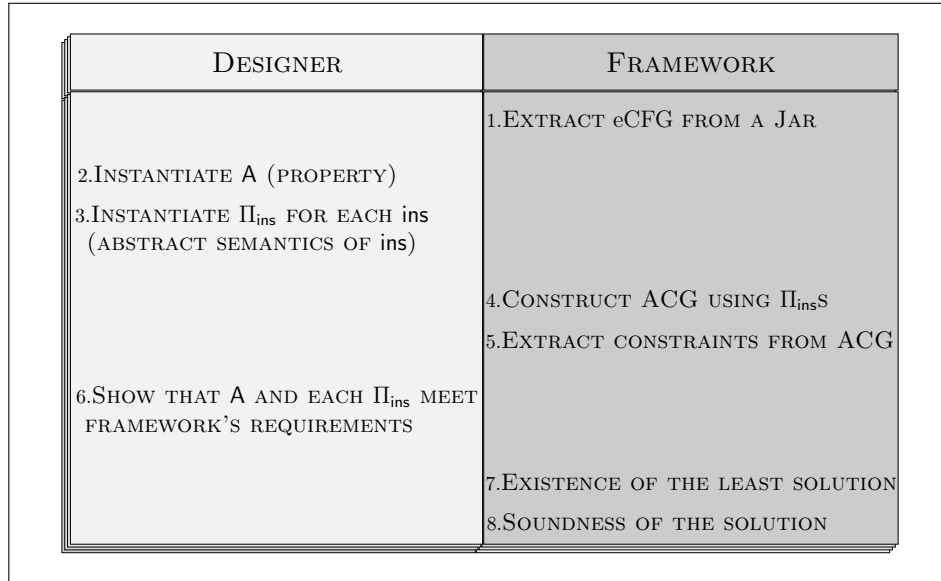 DESIGNER
FRAMEWORK
1.EXTRACT eCFG FROM A JAR
2.INSTANTIATE A (PROPERTY)
3.INSTANTIATE Πins FOR EACH ins
(ABSTRACT SEMANTICS OF ins)
4.CONSTRUCT ACG USING Πinss
5.EXTRACT CONSTRAINTS FROM ACG
6.SHOW THAT A AND EACH Πins MEET
FRAMEWORK'S REQUIREMENTS
7.EXISTENCE OF THE LEAST SOLUTION
8.SOUNDNESS OF THE SOLUTION